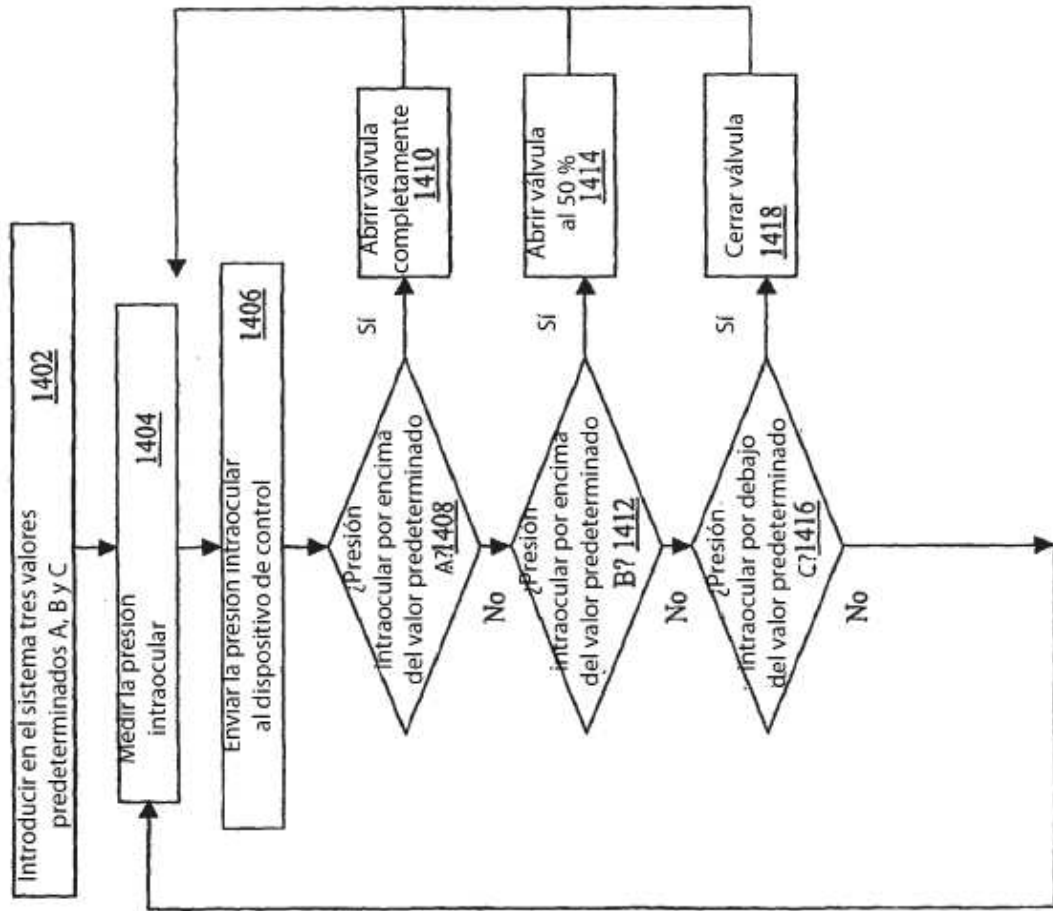 Introducir en el sistema tres valores
predeterminados A, B y C 1402
Medir la presión
intraocular 1404
Enviar la presión intraocular
al dispositivo de control 1406
¿Presión
intraocular por encima
del valor predeterminado
A?1408
Sí
Abrir válvula
completamente
1410
No
¿Presión
intraocular por encima
del valor predeterminado
B? 1412
Sí
Abrir válvula
al 50 %
1414
No
¿Presión
intraocular por debajo
del valor predeterminado
C?1416
Sí
Cerrar válvula
1418
No